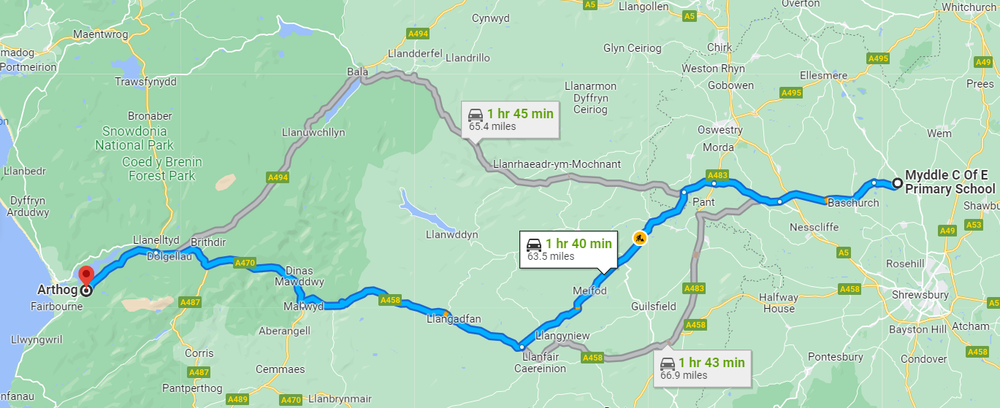 A5
Overton
Llangollen
Whitchurch
Cynwyd
A5
Maentwrog
A494
Llandderfel
Llandrillo
Glyn Ceiriog
Chirk
madog
Portmeirion
A495
A49
Weston Rhyn
Bala
Ellesmere
Trawsfynydd
Llanarmon
Dyffryn
Ceiriog
Gobowen
Prees
A495
Bronaber
1 hr 45 min
65.4 miles
on
Snowdonia
National Park
Llanuwchllyn
Oswestry
Wem
Morda
Coed y Brenin
Forest Park
Llanrhaeadr-ym-Mochnant
Llanbedr
A494
A483
Myddle C Of E
Primary School
Dyffryn
Ardudwy
Pant
Baschurch
Shawbu
Nesscliffe
A49
A53
Llanwddyn
Llanelltyd
Brithdir
1 hr 40 min
63.5 miles
Dolgellau
A470
A5
Rosehill
Dinas
Mawddwy
Arthog
Meifod
A483
A458
A5
Shrewsbury
Fairbourne
A487
Mallwyd
A458
Guilsfield
Halfway
House
Llangadfan
A458
Atcham
Aberangell
Bayston Hill
Llwyngwril
Llangyniew
Corris
Llanfair
Caereinion
A458
1 hr 43 min
66.9 miles
Pontesbury
Condover
A458
Cemmaes
A487
Pantperthog
nfanau
A489
A470
Llanbrynmair